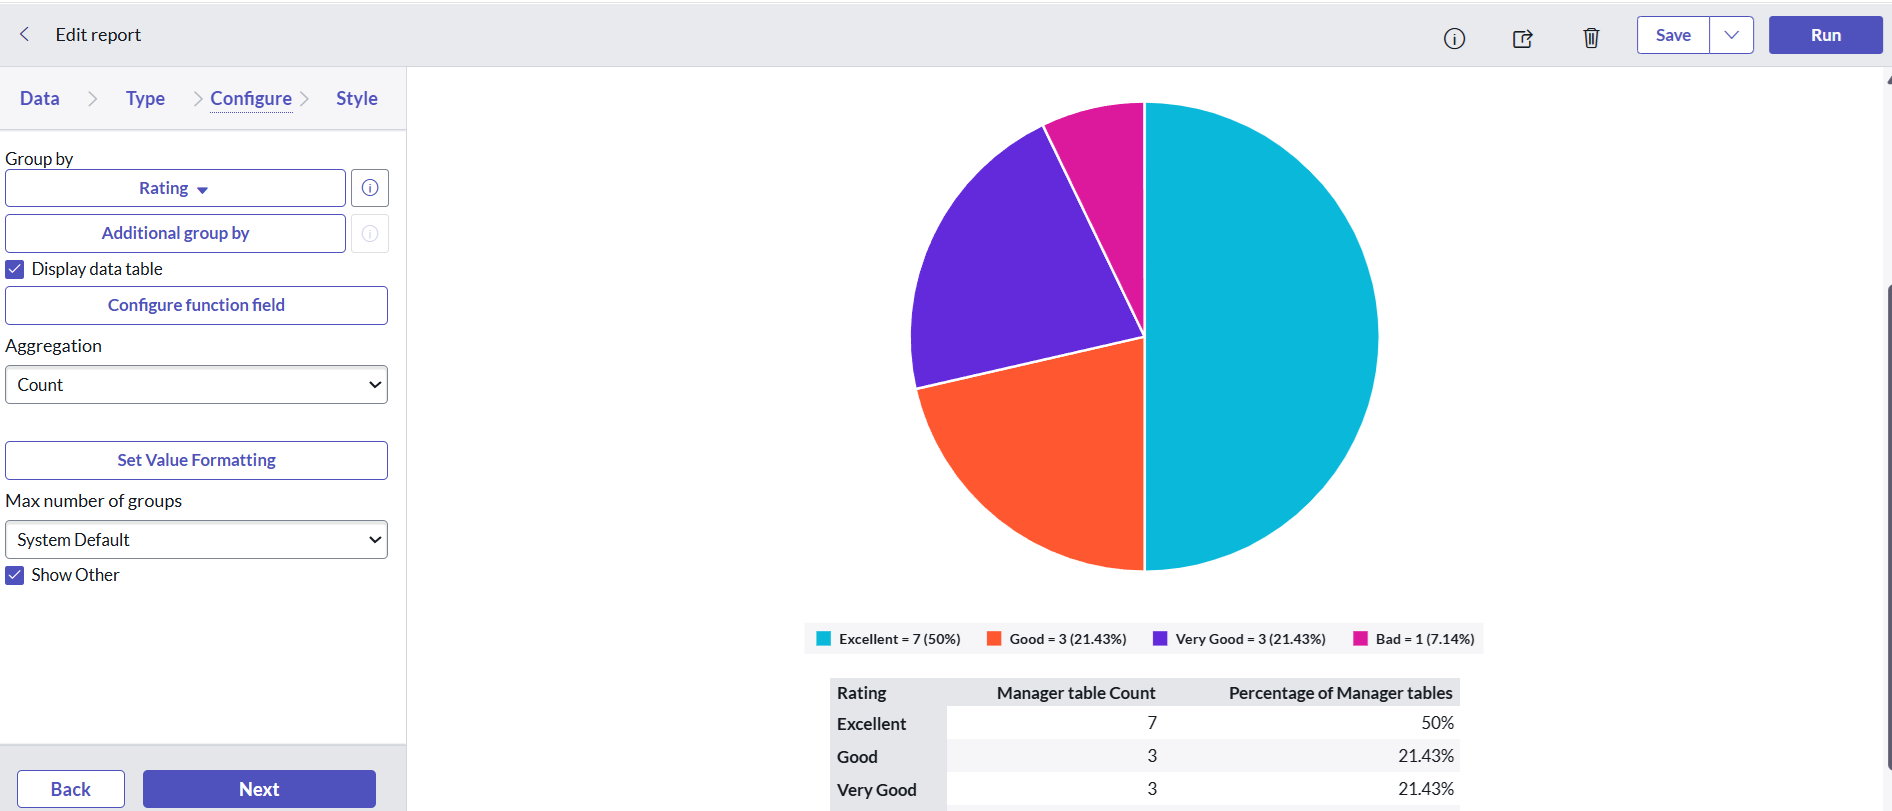 Edit report
Save
Run
Data
Type
Configure
Style
Group by
Rating
Additional group by
Display data table
Configure function field
Aggregation
Count
Set Value Formatting
Max number of groups
System Default
Show Other
Back
Next
Excellent = 7 (50%) Good = 3 (21.43%) Very Good = 3 (21.43%) Bad = 1 (7.14%)
Rating Manager table Count Percentage of Manager tables
Excellent 7 50%
Good 3 21.43%
Very Good 3 21.43%